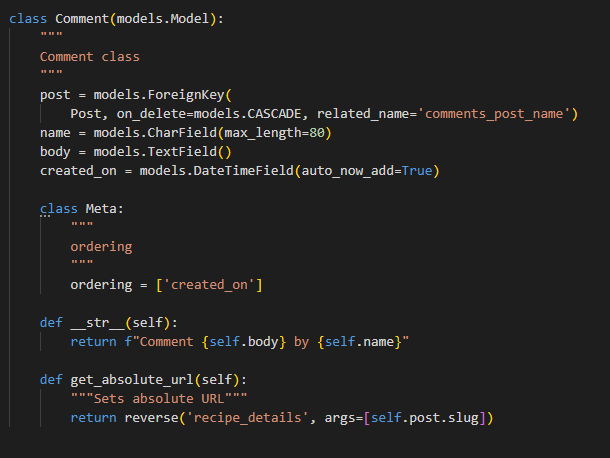 class Comment(models.Model):
    """
    Comment class
    """
    post = models.ForeignKey(
        Post, on_delete=models.CASCADE, related_name='comments_post_name')
    name = models.CharField(max_length=80)
    body = models.TextField()
    created_on = models.DateTimeField(auto_now_add=True)

    class Meta:
        """
        ordering
        """
        ordering = ['created_on']

    def __str__(self):
        return f"Comment {self.body} by {self.name}"

    def get_absolute_url(self):
        """Sets absolute URL"""
        return reverse('recipe_details', args=[self.post.slug])